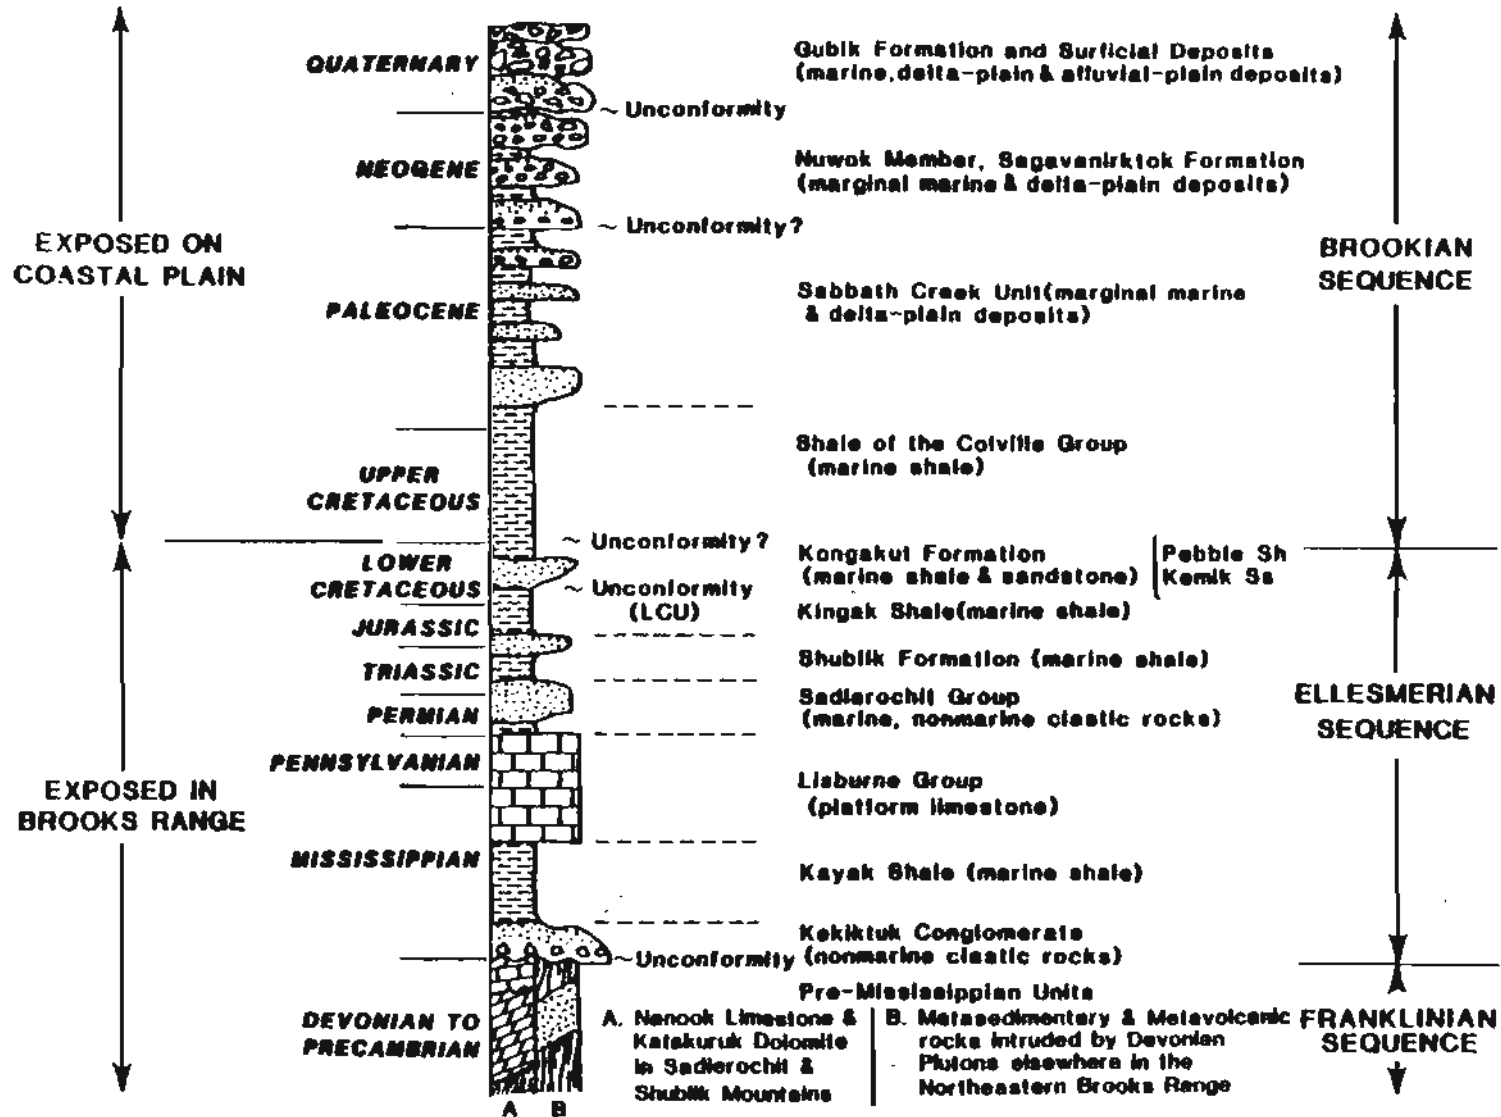 QUATERNARY
NEOGENE
EXPOSED ON
COASTAL PLAIN
PALEOCENE
UPPER
CRETACEOUS
LOWER
CRETACEOUS
JURASSIC
TRIASSIC
PERMIAN
PENNSYLVANIAN
EXPOSED IN
BROOKS RANGE
MISSISSIPPIAN
DEVONIAN TO
PRECAMBRIAN
A B
~ Unconformity
~ Unconformity?
~ Unconformity?
~ Unconformity
(LCU)
~ Unconformity
Gubik Formation and Surficial Deposits
(marine, delta-plain & alluvial-plain deposits)
Nuwok Member, Sagavanirktok Formation
(marginal marine & delta-plain deposits)
Sabbath Creek Unit(marginal marine
& delta-plain deposits)
Shale of the Colville Group
(marine shale)
Kongakut Formation
(marine shale & sandstone)
Pebble Sh
Kemik Ss
Kingak Shale(marine shale)
Shublik Formation (marine shale)
Sadlerochit Group
(marine, nonmarine clastic rocks)
Lisburne Group
(platform limestone)
Kayak Shale (marine shale)
Kekiktuk Conglomerate
(nonmarine clastic rocks)
Pre-Mississippian Units
A. Nanook Limestone &
Katakuruk Dolomite
in Sadlerochit &
Shublik Mountains
B. Metasedimentary & Metavolcanic
rocks intruded by Devonian
Plutons elsewhere in the
Northeastern Brooks Range
BROOKIAN
SEQUENCE
ELLESMERIAN
SEQUENCE
FRANKLINIAN
SEQUENCE